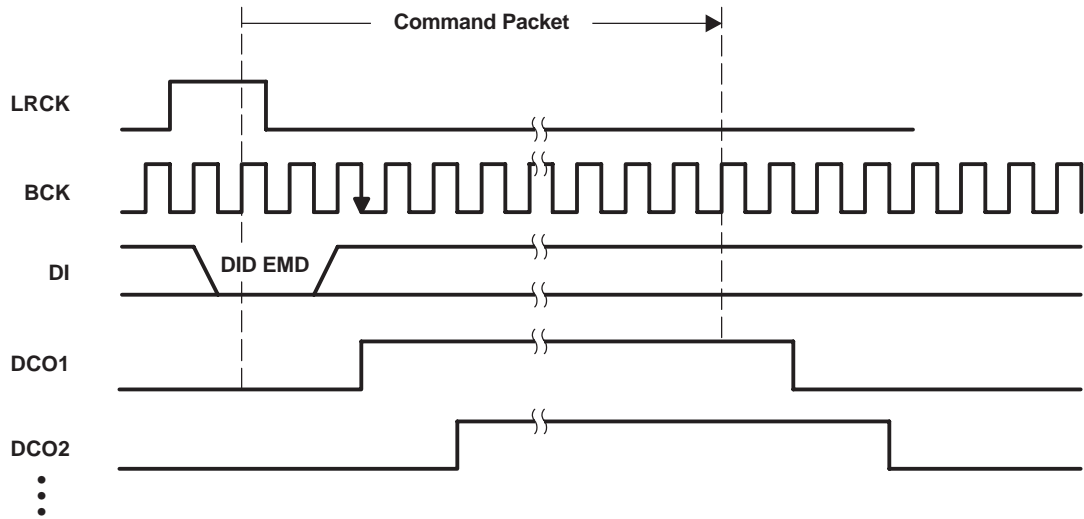 Command Packet
LRCK
BCK
DI
DID EMD
DCO1
DCO2